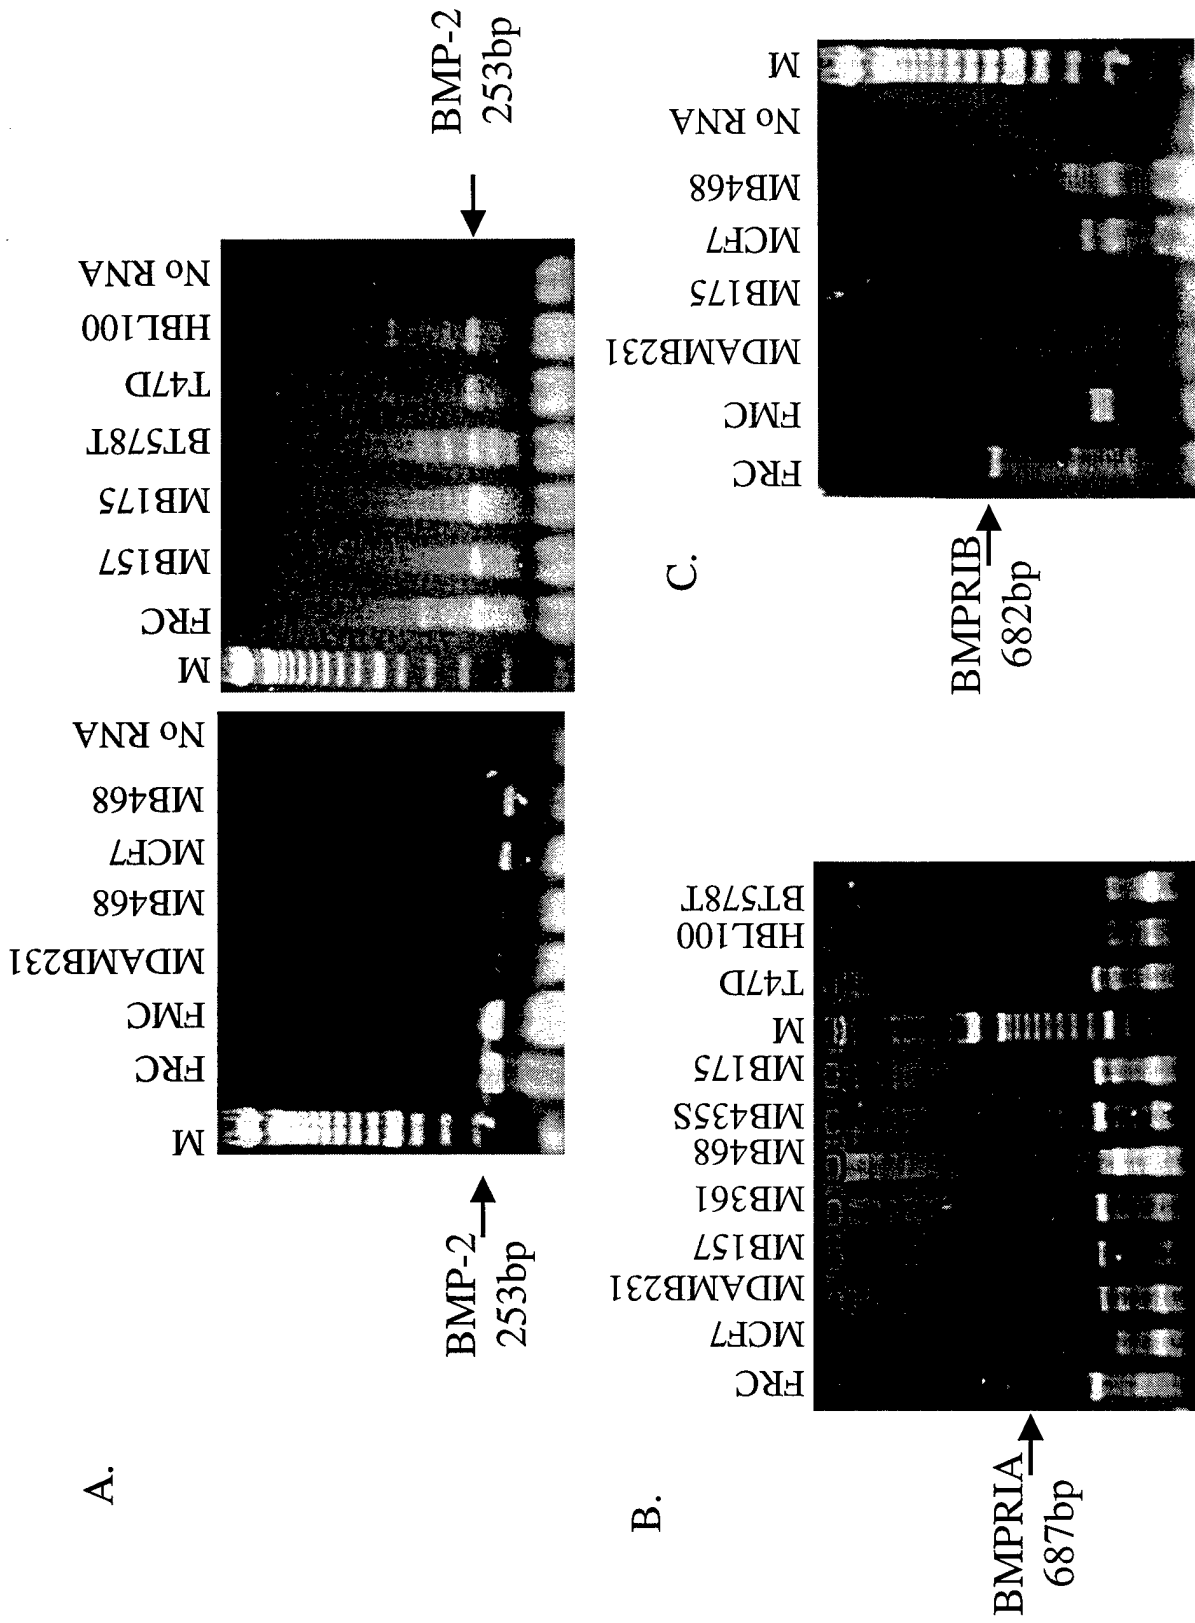 A.
M
FRC
FMC
MDAMB231
MB468
MCF7
MB468
No RNA
BMP-2
253bp
M
FRC
MB157
MB175
BT578T
T47D
HBL100
No RNA
BMP-2
253bp
B.
FRC
MCF7
MDAMB231
MB157
MB361
MB468
MB435S
MB175
M
T47D
HBL100
BT578T
BMPRIA
687bp
C.
FRC
FMC
MDAMB231
MB175
MCF7
MB468
No RNA
M
BMPRIB
682bp